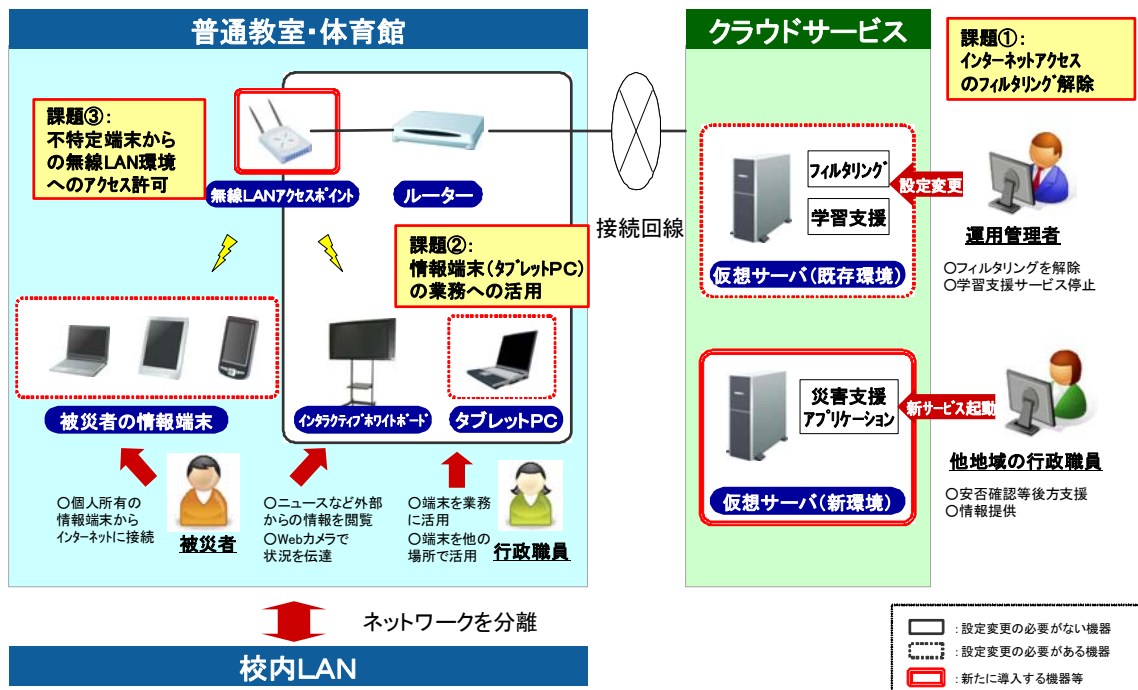 普通教室・体育館
課題③：
不特定端末から
の無線LAN環境
へのアクセス許可
無線LANアクセスポイント
ルーター
課題②：
情報端末（タブレットPC）
の業務への活用
被災者の情報端末
インタラクティブホワイトボード
タブレットPC
○個人所有の
情報端末から
インターネットに接続
被災者
○ニュースなど外部
からの情報を閲覧
○Webカメラで
状況を伝達
○端末を業務
に活用
○端末を他の
場所で活用
行政職員
接続回線
クラウドサービス
フィルタリング
学習支援
設定変更
仮想サーバ（既存環境）
災害支援
アプリケーション
新サービス起動
仮想サーバ（新環境）
課題①：
インターネットアクセス
のフィルタリング解除
運用管理者
○フィルタリングを解除
○学習支援サービス停止
他地域の行政職員
○安否確認等後方支援
○情報提供
ネットワークを分離
校内LAN
：設定変更の必要がない機器
：設定変更の必要がある機器
：新たに導入する機器等